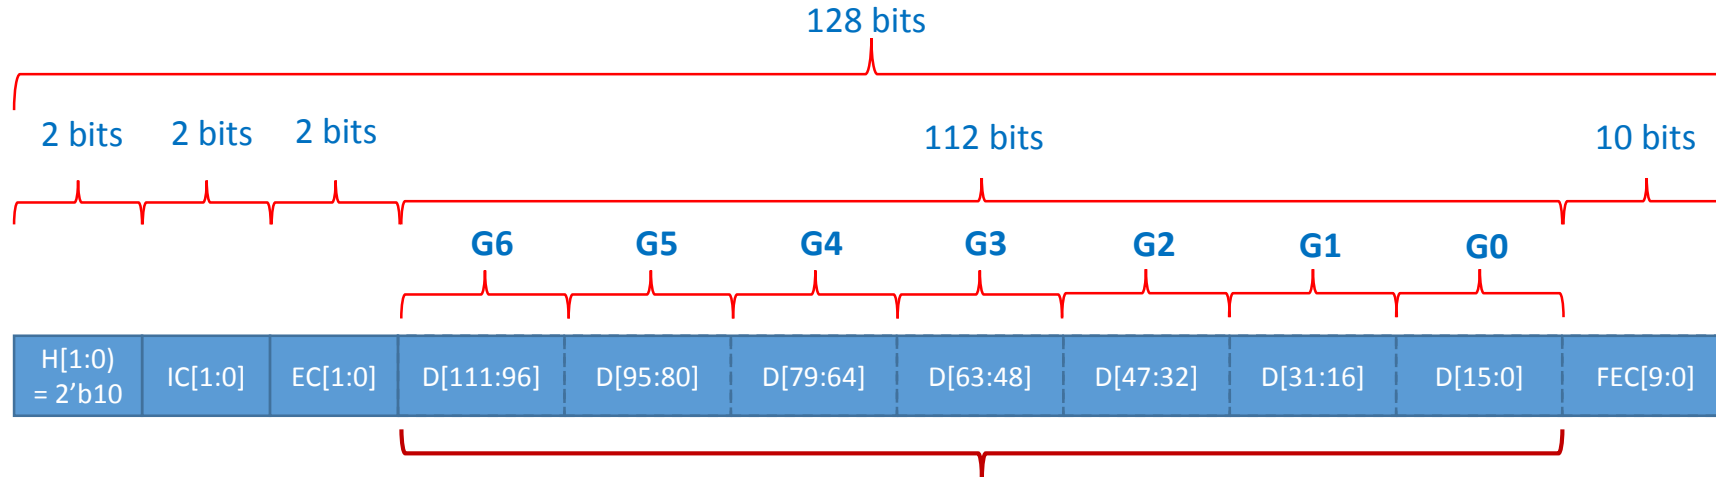 128 bits
2 bits 2 bits 2 bits 112 bits 10 bits
G6 G5 G4 G3 G2 G1 G0
H[1:0)
= 2’b10
IC[1:0] EC[1:0] D[111:96] D[95:80] D[79:64] D[63:48] D[47:32] D[31:16] D[15:0] FEC[9:0]